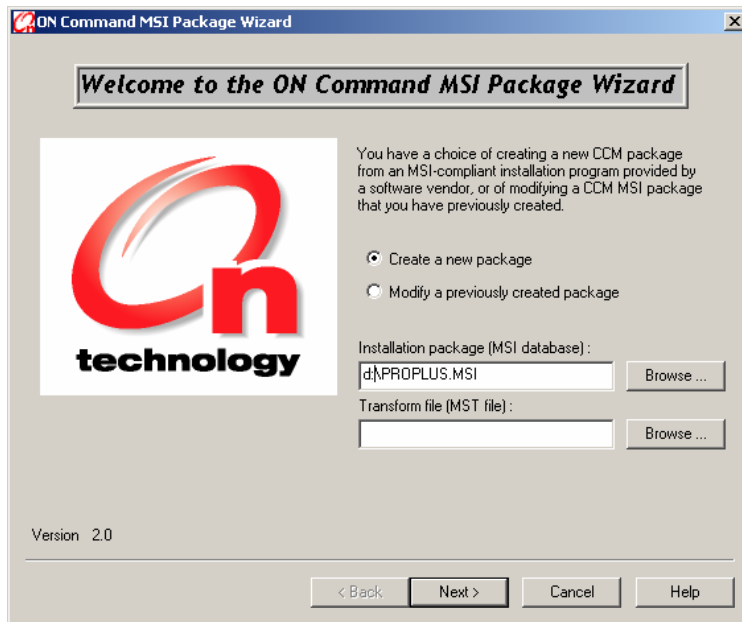 ON Command MSI Package Wizard
Welcome to the ON Command MSI Package Wizard
On
technology
You have a choice of creating a new CCM package
from an MSI-compliant installation program provided by
a software vendor, or of modifying a CCM MSI package
that you have previously created.
Create a new package
Modify a previously created package
Installation package (MSI database) :
d:\PROPLUS.MSI
Browse ...
Transform file (MST file) :
Browse ...
Version 2.0
< Back
Next >
Cancel
Help